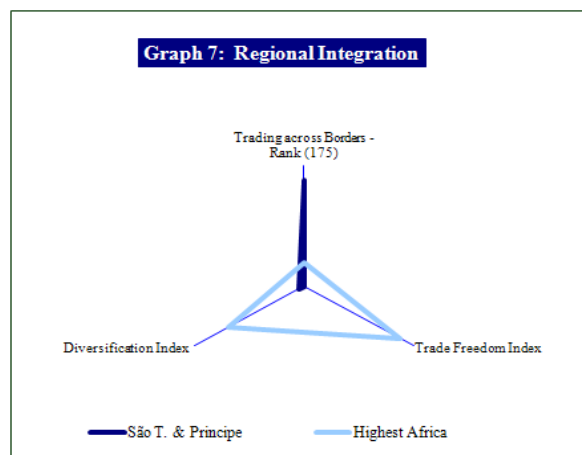 Graph 7:  Regional Integration
Trading across Borders -
Rank (175)
Diversification Index
Trade Freedom Index
São T. & Principe
Highest Africa